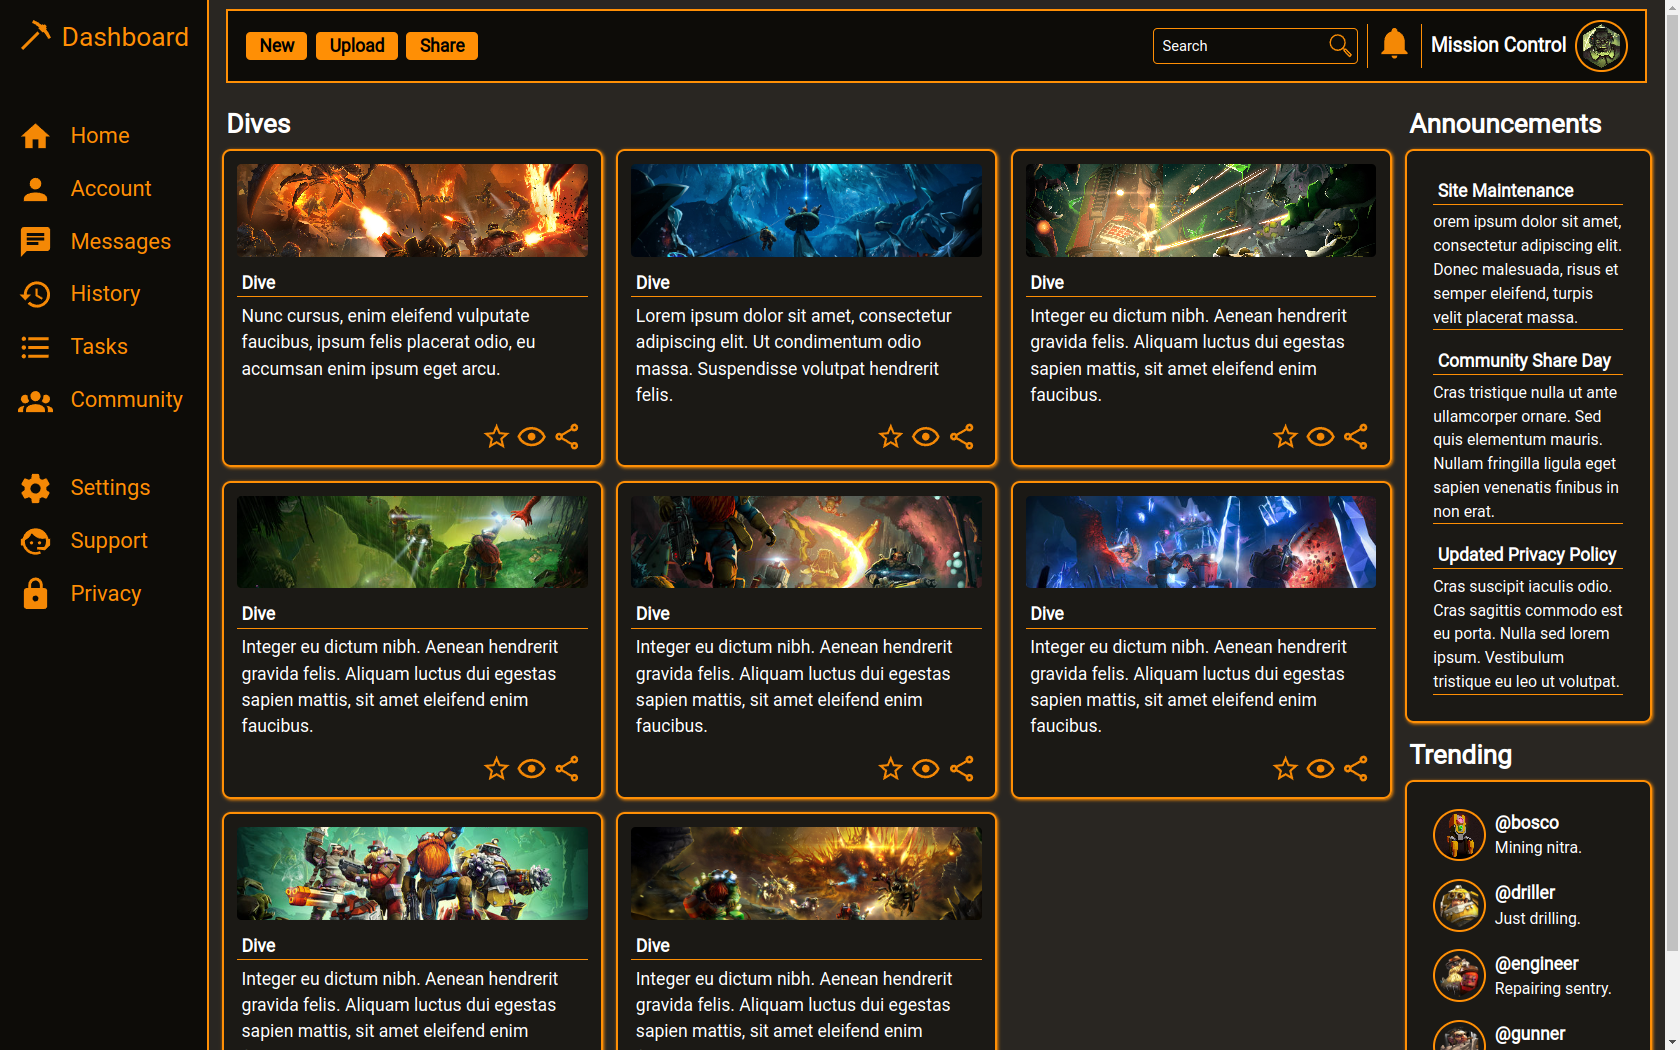 Dashboard
Home
Account
Messages
History
Tasks
Community
Settings
Support
Privacy
New
Upload
Share
Search
Mission Control
Dives
Dive
Nunc cursus, enim eleifend vulputate
faucibus, ipsum felis placerat odio, eu
accumsan enim ipsum eget arcu.
Dive
Lorem ipsum dolor sit amet, consectetur
adipiscing elit. Ut condimentum odio
massa. Suspendisse volutpat hendrerit
felis.
Dive
Integer eu dictum nibh. Aenean hendrerit
gravida felis. Aliquam luctus dui egestas
sapien mattis, sit amet eleifend enim
faucibus.
Dive
Integer eu dictum nibh. Aenean hendrerit
gravida felis. Aliquam luctus dui egestas
sapien mattis, sit amet eleifend enim
faucibus.
Dive
Integer eu dictum nibh. Aenean hendrerit
gravida felis. Aliquam luctus dui egestas
sapien mattis, sit amet eleifend enim
faucibus.
Dive
Integer eu dictum nibh. Aenean hendrerit
gravida felis. Aliquam luctus dui egestas
sapien mattis, sit amet eleifend enim
faucibus.
Dive
Integer eu dictum nibh. Aenean hendrerit
gravida felis. Aliquam luctus dui egestas
sapien mattis, sit amet eleifend enim
Dive
Integer eu dictum nibh. Aenean hendrerit
gravida felis. Aliquam luctus dui egestas
sapien mattis, sit amet eleifend enim
Announcements
Site Maintenance
orem ipsum dolor sit amet,
consectetur adipiscing elit.
Donec malesuada, risus et
semper eleifend, turpis
velit placerat massa.
Community Share Day
Cras tristique nulla ut ante
ullamcorper ornare. Sed
quis elementum mauris.
Nullam fringilla ligula eget
sapien venenatis finibus in
non erat.
Updated Privacy Policy
Cras suscipit iaculis odio.
Cras sagittis commodo est
eu porta. Nulla sed lorem
ipsum. Vestibulum
tristique eu leo ut volutpat.
Trending
@bosco
Mining nitra.
@driller
Just drilling.
@engineer
Repairing sentry.
@gunner